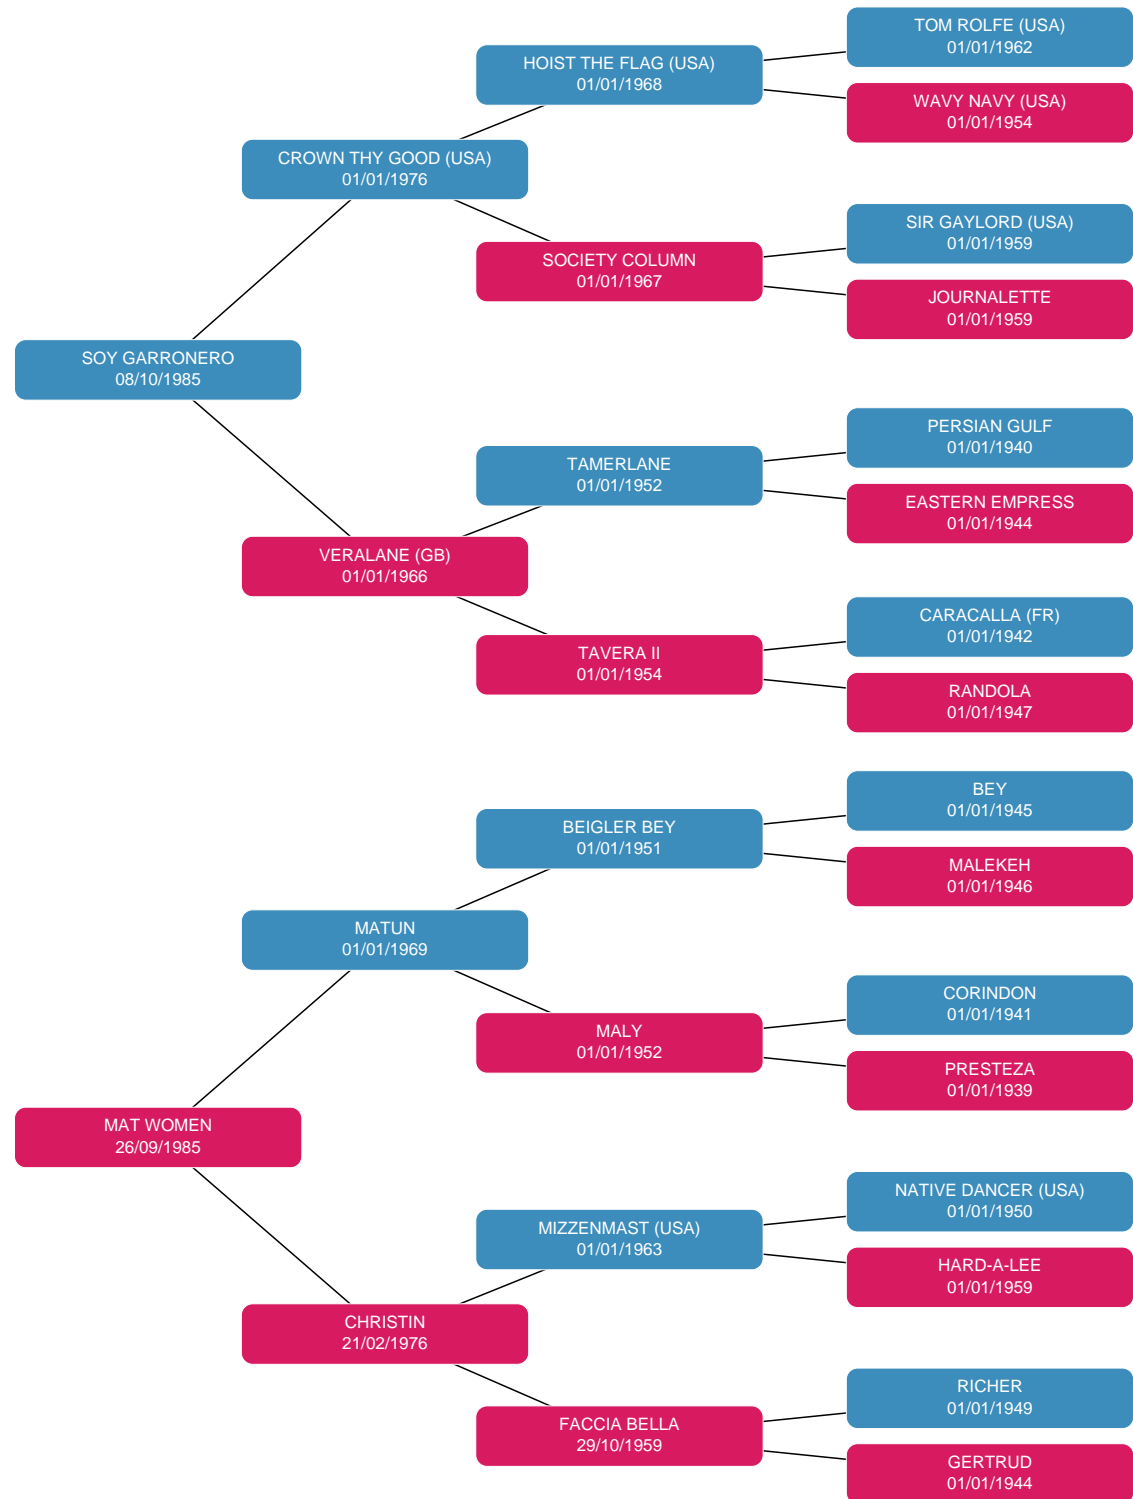 TOM ROLFE (USA)
01/01/1962
HOIST THE FLAG (USA)
01/01/1968
WAVY NAVY (USA)
01/01/1954
CROWN THY GOOD (USA)
01/01/1976
SIR GAYLORD (USA)
01/01/1959
SOCIETY COLUMN
01/01/1967
JOURNALETTE
01/01/1959
SOY GARRONERO
08/10/1985
PERSIAN GULF
01/01/1940
TAMERLANE
01/01/1952
EASTERN EMPRESS
01/01/1944
VERALANE (GB)
01/01/1966
CARACALLA (FR)
01/01/1942
TAVERA II
01/01/1954
RANDOLA
01/01/1947
BEY
01/01/1945
BEIGLER BEY
01/01/1951
MALEKEH
01/01/1946
MATUN
01/01/1969
CORINDON
01/01/1941
MALY
01/01/1952
PRESTEZA
01/01/1939
MAT WOMEN
26/09/1985
NATIVE DANCER (USA)
01/01/1950
MIZZENMAST (USA)
01/01/1963
HARD-A-LEE
01/01/1959
CHRISTIN
21/02/1976
RICHER
01/01/1949
FACCIA BELLA
29/10/1959
GERTRUD
01/01/1944